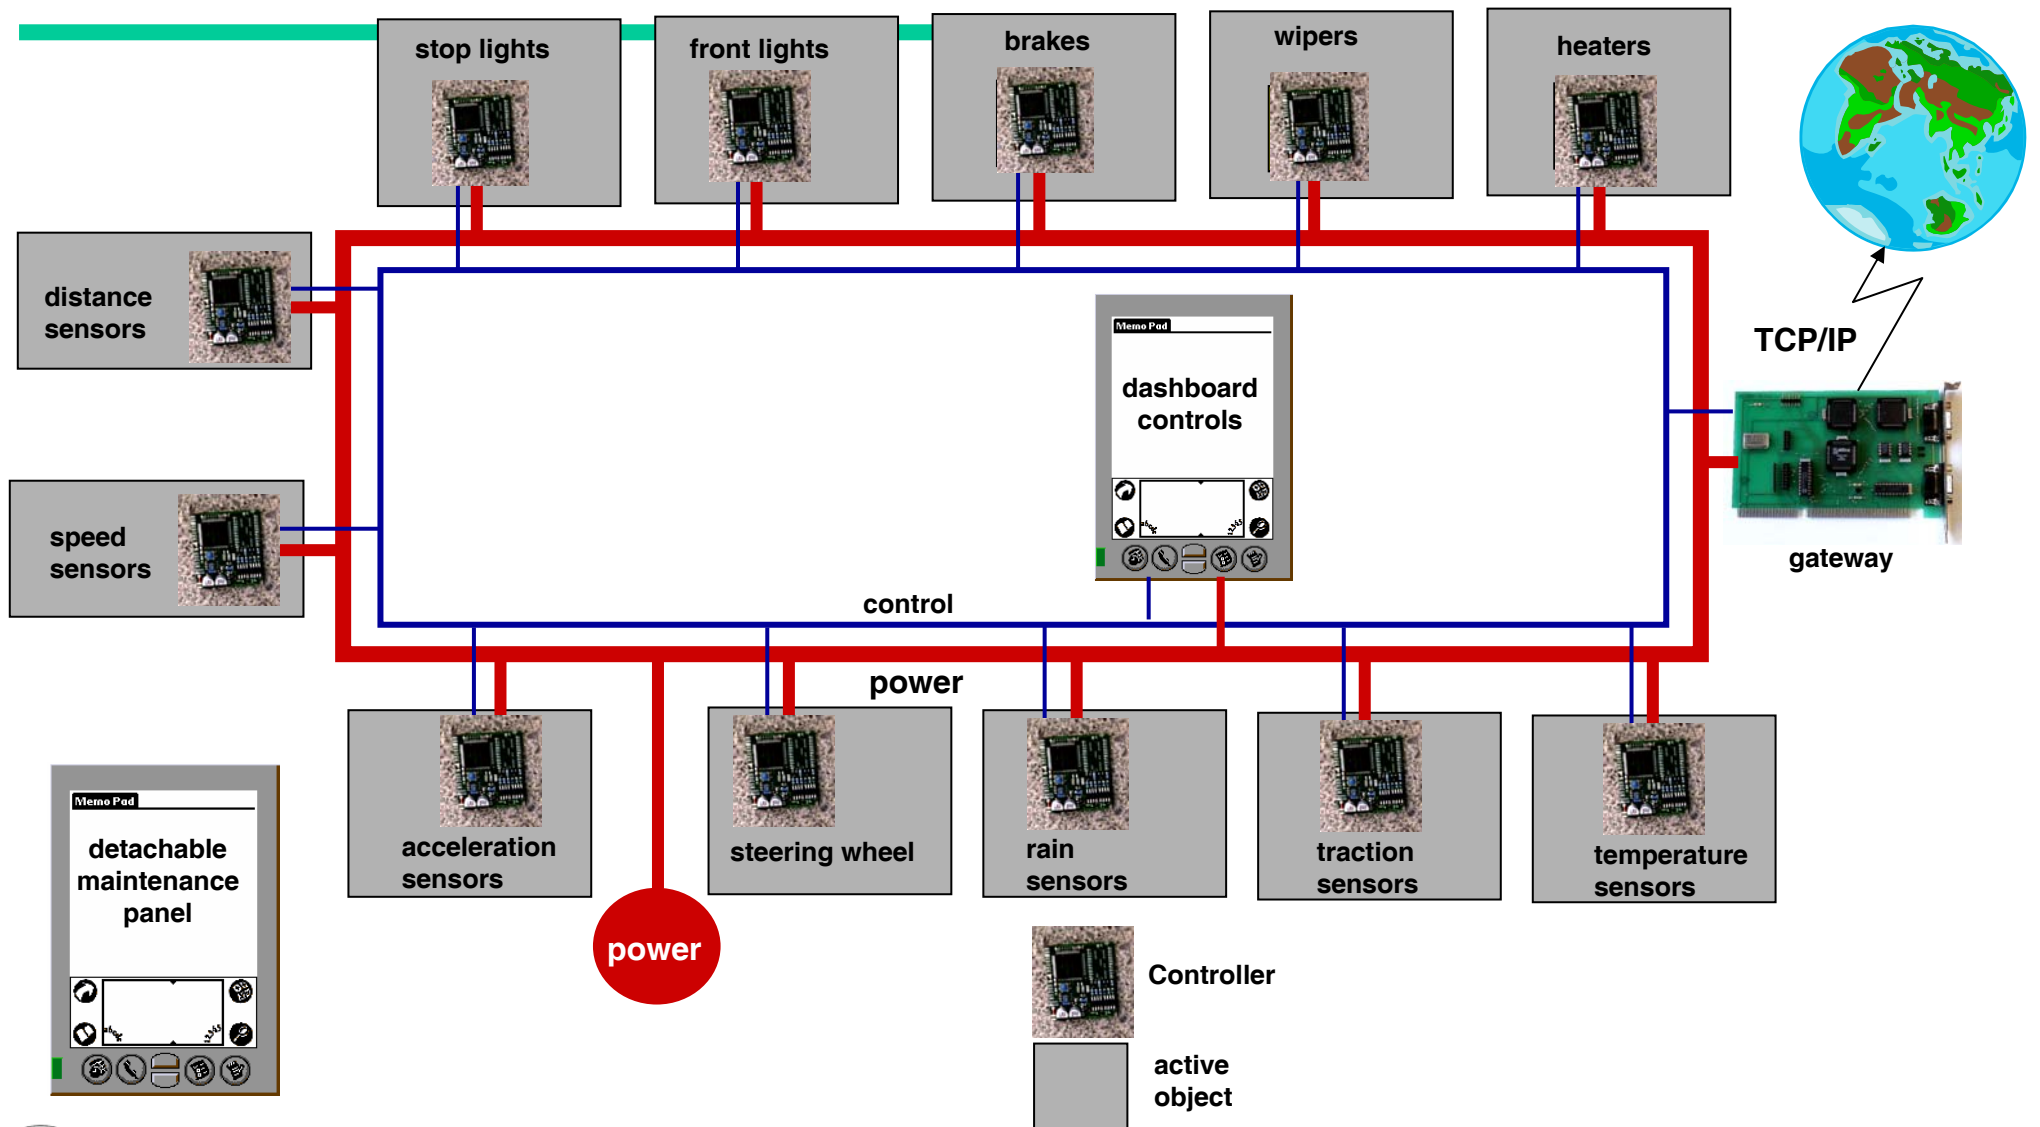 stop lights
front lights
brakes
wipers
heaters
distance
sensors
Memo Pad
dashboard
controls
TCP/IP
speed
sensors
gateway
control
power
acceleration
sensors
steering wheel
rain
sensors
traction
sensors
temperature
sensors
Memo Pad
detachable
maintenance
panel
power
Controller
active
object